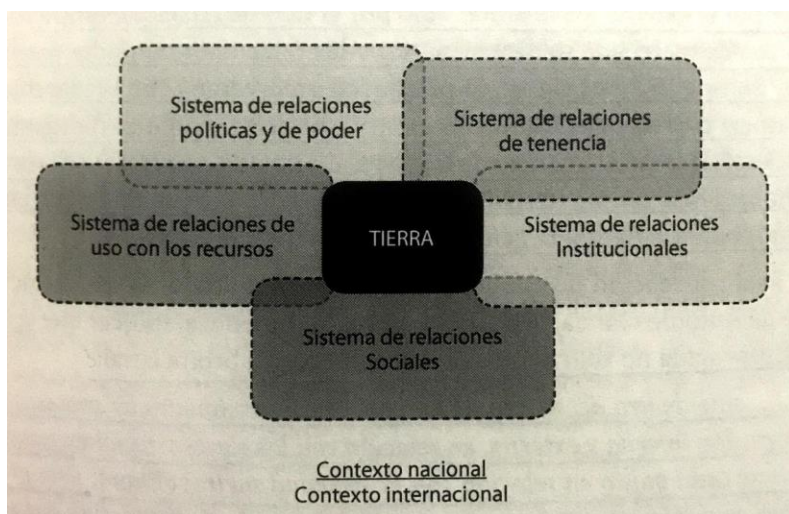 Sistema de relaciones
políticas y de poder
Sistema de relaciones
de tenencia
Sistema de relaciones de
uso con los recursos
TIERRA
Sistema de relaciones
Institucionales
Sistema de relaciones
Sociales
Contexto nacional
Contexto internacional